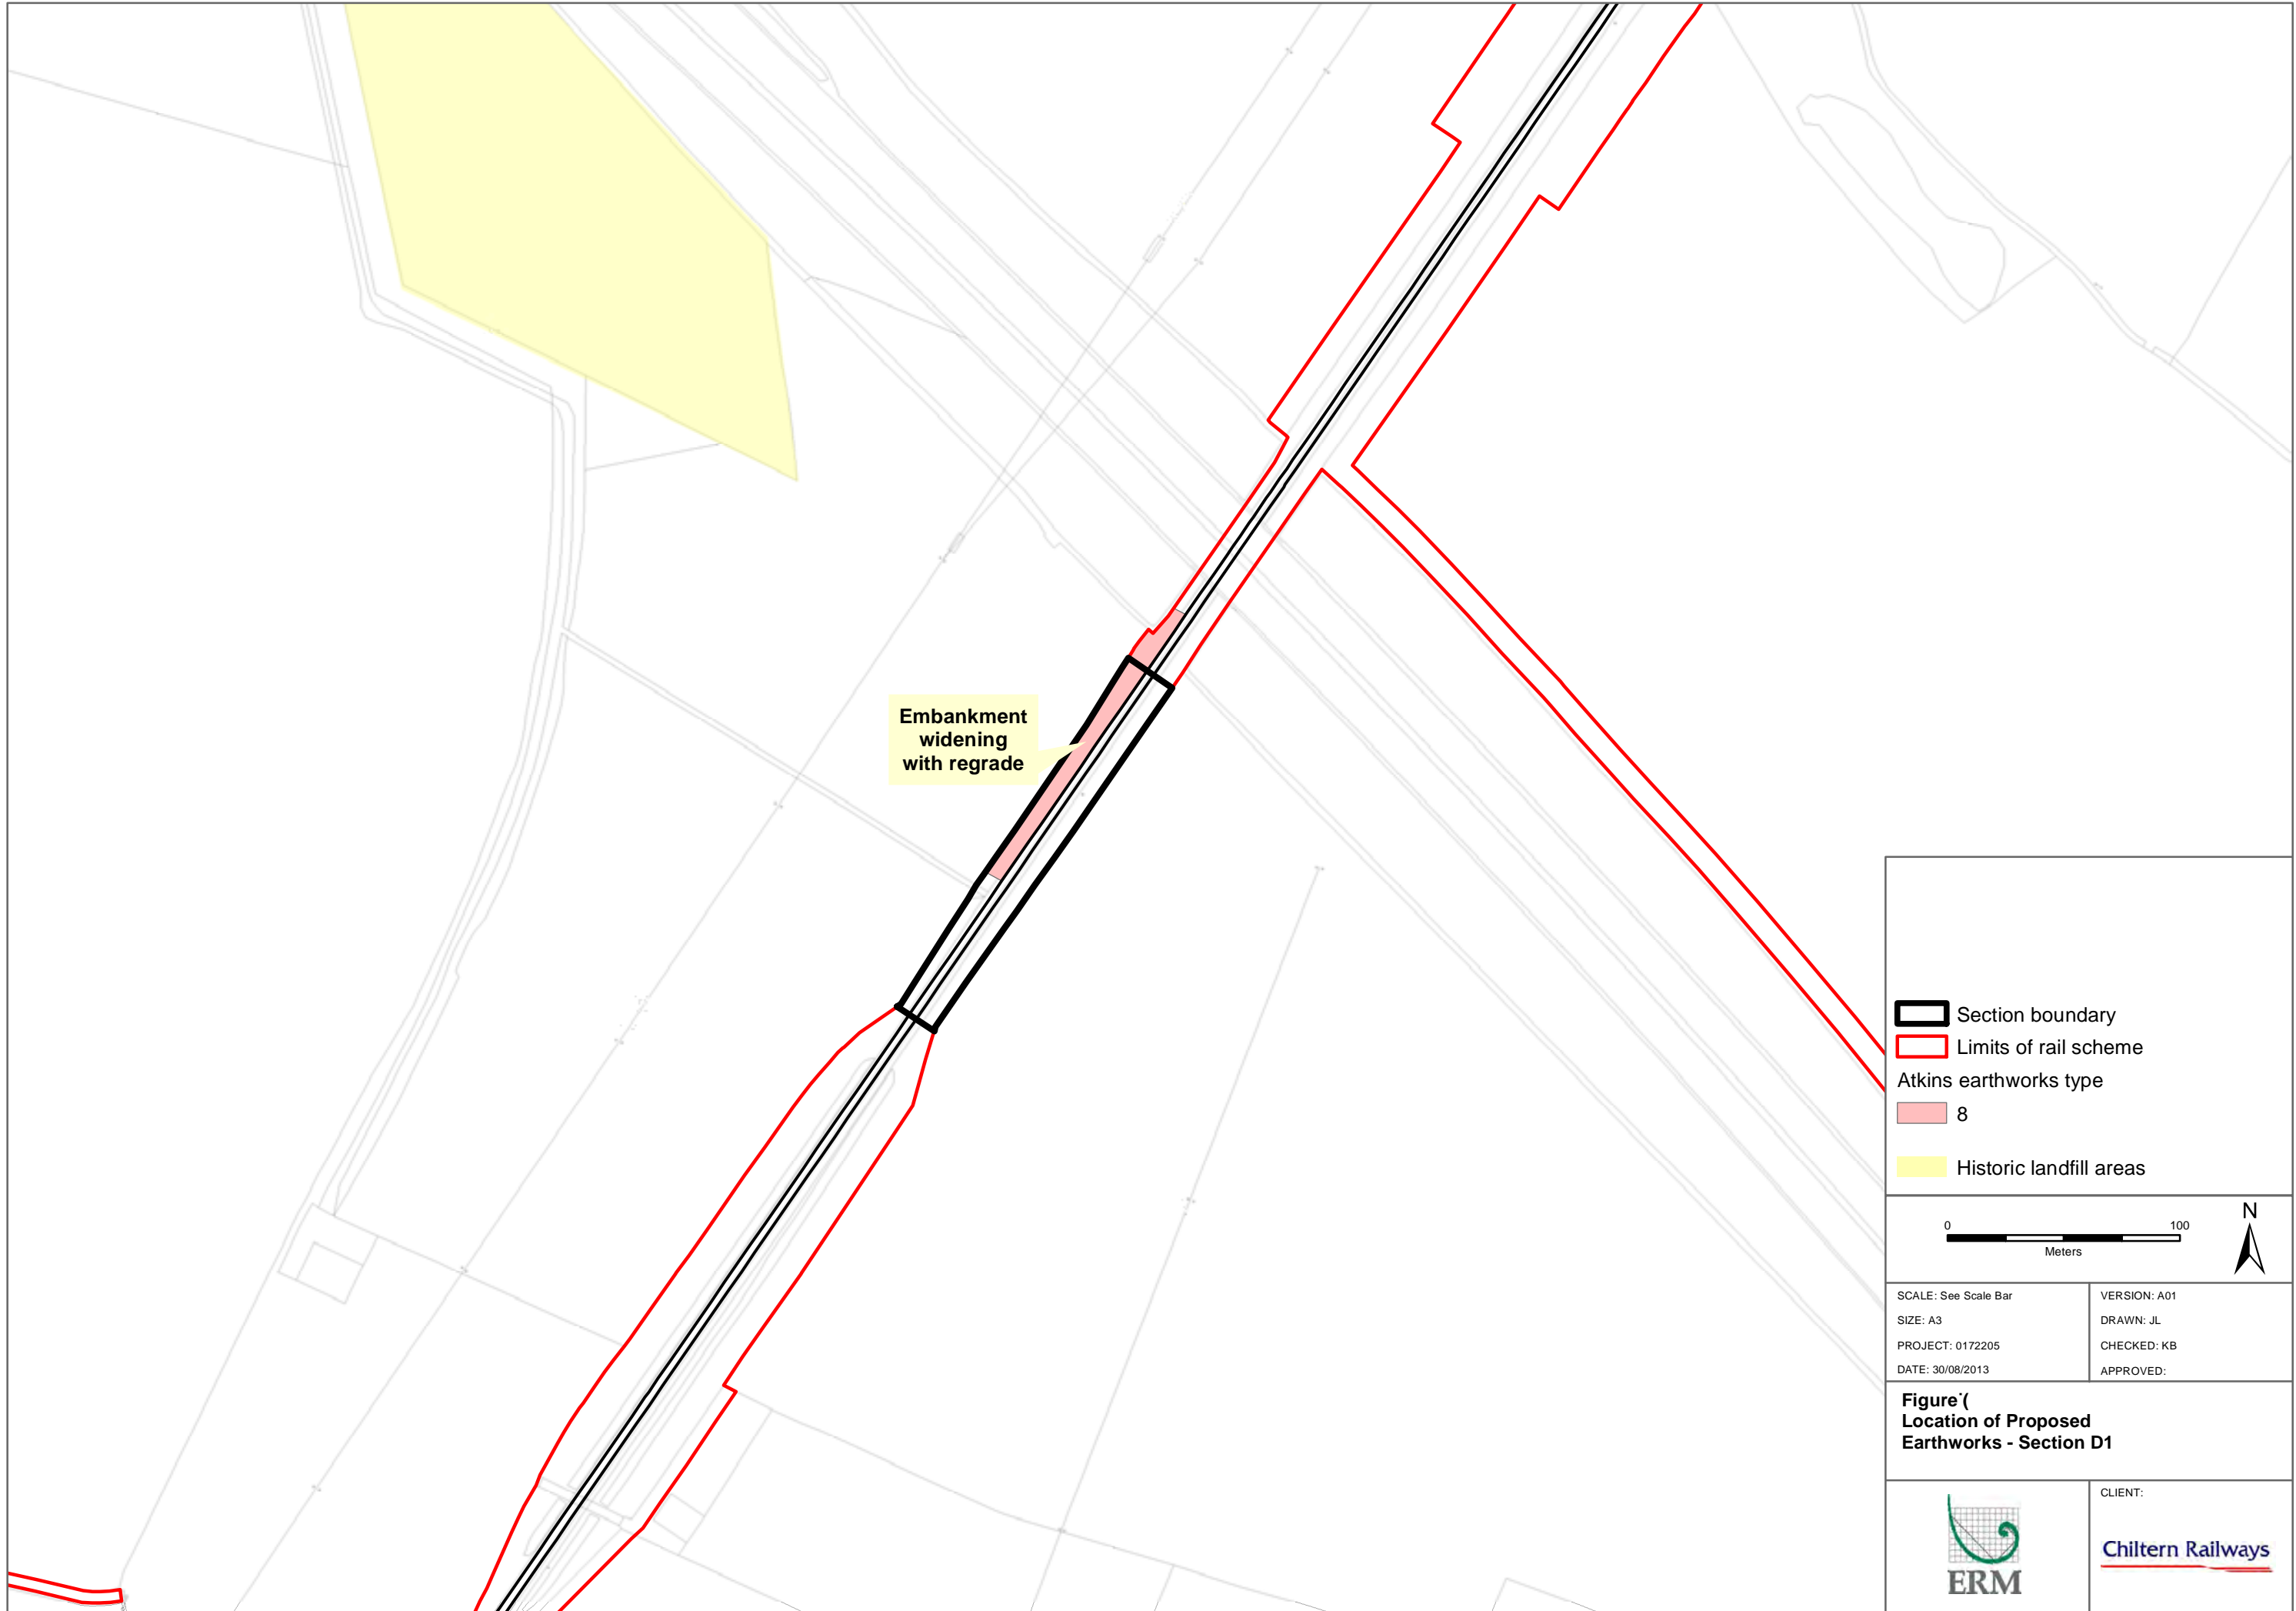 Embankment
widening
with regrade
Section boundary
Limits of rail scheme
Atkins earthworks type
8
Historic landfill areas
0 100
Meters
N
SCALE: See Scale Bar
SIZE: A3
PROJECT: 0172205
DATE: 30/08/2013
VERSION: A01
DRAWN: JL
CHECKED: KB
APPROVED:
Figure ̇(
Location of Proposed
Earthworks - Section D1
ERM
CLIENT:
Chiltern Railways